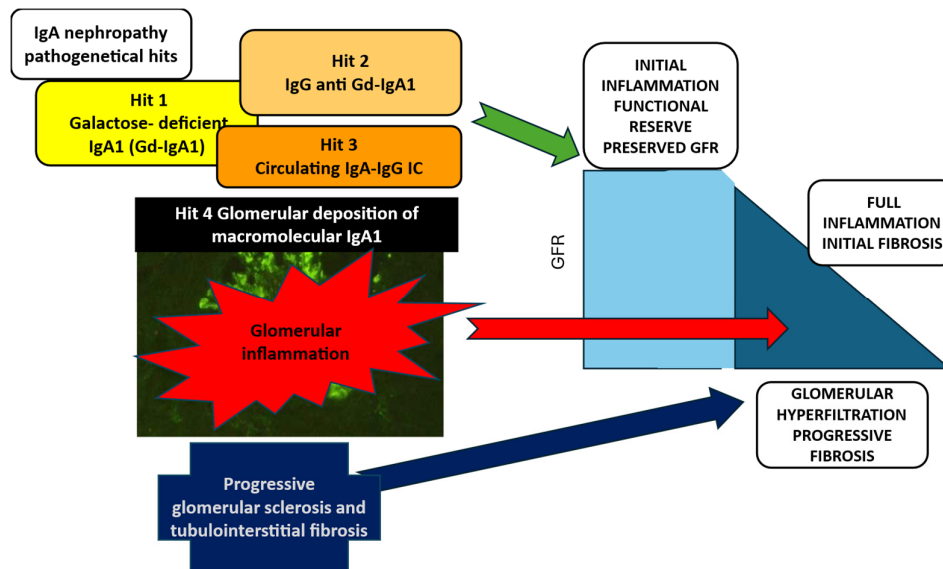 IgA nephropathy
pathogenetical hits
Hit 1
Galactose- deficient
IgA1 (Gd-IgA1)
Hit 2
IgG anti Gd-IgA1
Hit 3
Circulating IgA-IgG IC
Hit 4 Glomerular deposition of
macromolecular IgA1
Glomerular
inflammation
Progressive
glomerular sclerosis and
tubulointerstitial fibrosis
INITIAL
INFLAMMATION
FUNCTIONAL
RESERVE
PRESERVED GFR
GFR
FULL
INFLAMMATION
INITIAL FIBROSIS
GLOMERULAR
HYPERFILTRATION
PROGRESSIVE
FIBROSIS